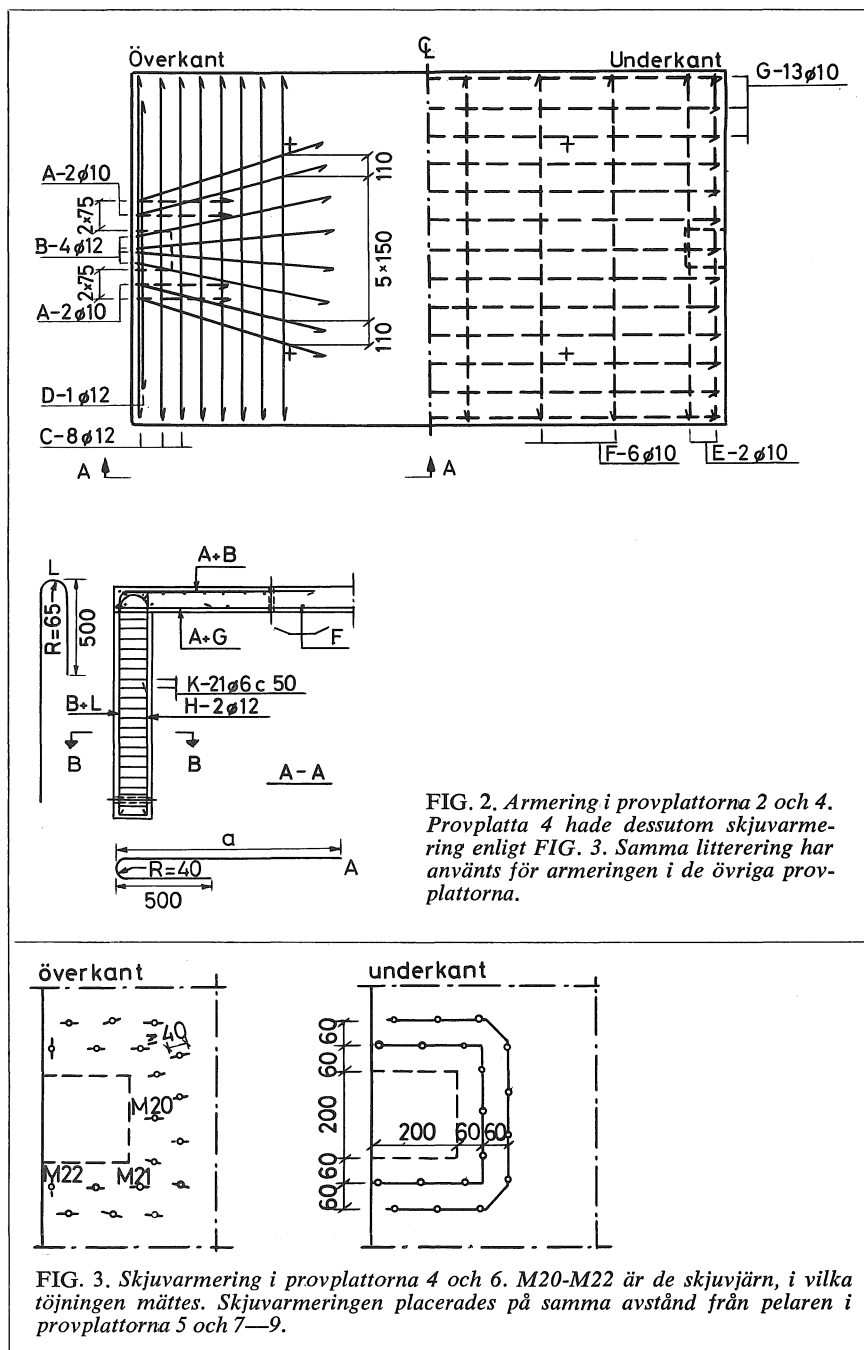 Överkant
℄
Underkant
G-13ø10
A-2ø10
2×75
B-4ø12
2×75
A-2ø10
110
5×150
110
D-1ø12
C-8ø12
A
A
F-6ø10
E-2ø10
L
R=65
500
A+B
A+G
F
K-21ø6 c 50
B+L
H-2ø12
B
B
A-A
a
R=40
A
500
FIG. 2. Armering i provplattorna 2 och 4.
Provplatta 4 hade dessutom skjuvarme-
ring enligt FIG. 3. Samma litterering har
använts för armeringen i de övriga prov-
plattorna.
överkant
underkant
≥40
M20
M22
M21
60
60
200
60
60
200
60
60
FIG. 3. Skjuvarmering i provplattorna 4 och 6. M20-M22 är de skjuvjärn, i vilka
töjningen mättes. Skjuvarmeringen placerades på samma avstånd från pelaren i
provplattorna 5 och 7—9.